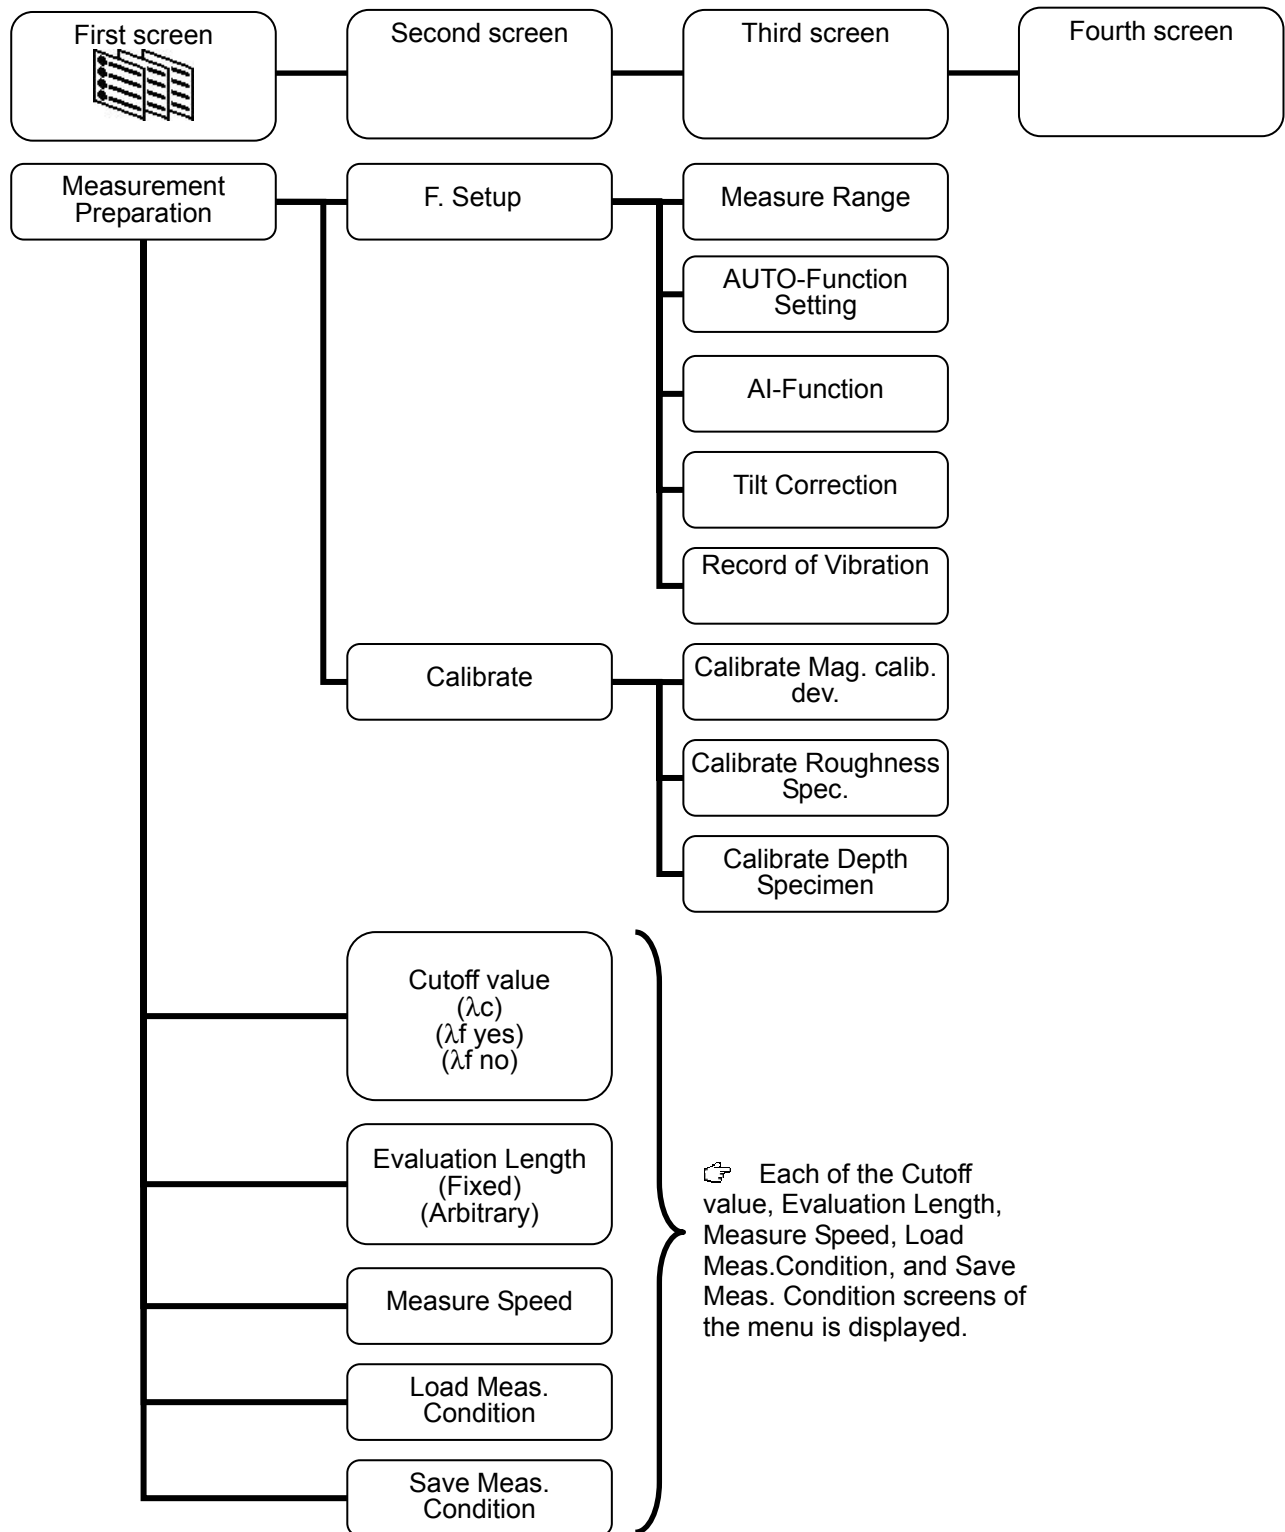 First screen
Second screen
Third screen
Fourth screen
Measurement
Preparation
F. Setup
Measure Range
AUTO-Function
Setting
AI-Function
Tilt Correction
Record of Vibration
Calibrate
Calibrate Mag. calib.
dev.
Calibrate Roughness
Spec.
Calibrate Depth
Specimen
Cutoff value
(λc)
(λf yes)
(λf no)
Evaluation Length
(Fixed)
(Arbitrary)
Measure Speed
Load Meas.
Condition
Save Meas.
Condition
☞ Each of the Cutoff
value, Evaluation Length,
Measure Speed, Load
Meas.Condition, and Save
Meas. Condition screens of
the menu is displayed.